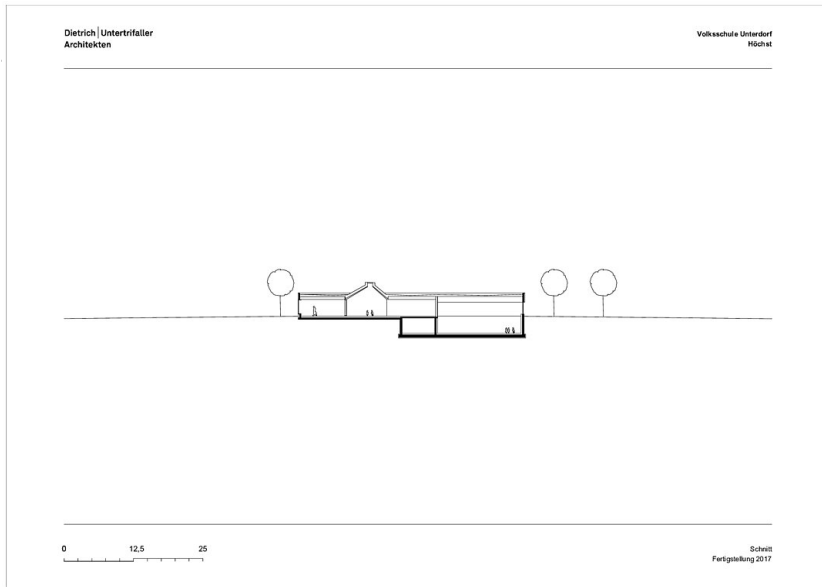 Dietrich | Untertrifaller
Architekten
Volksschule Unterdorf
Höchst
0 12,5 25
Schnitt
Fertigstellung 2017